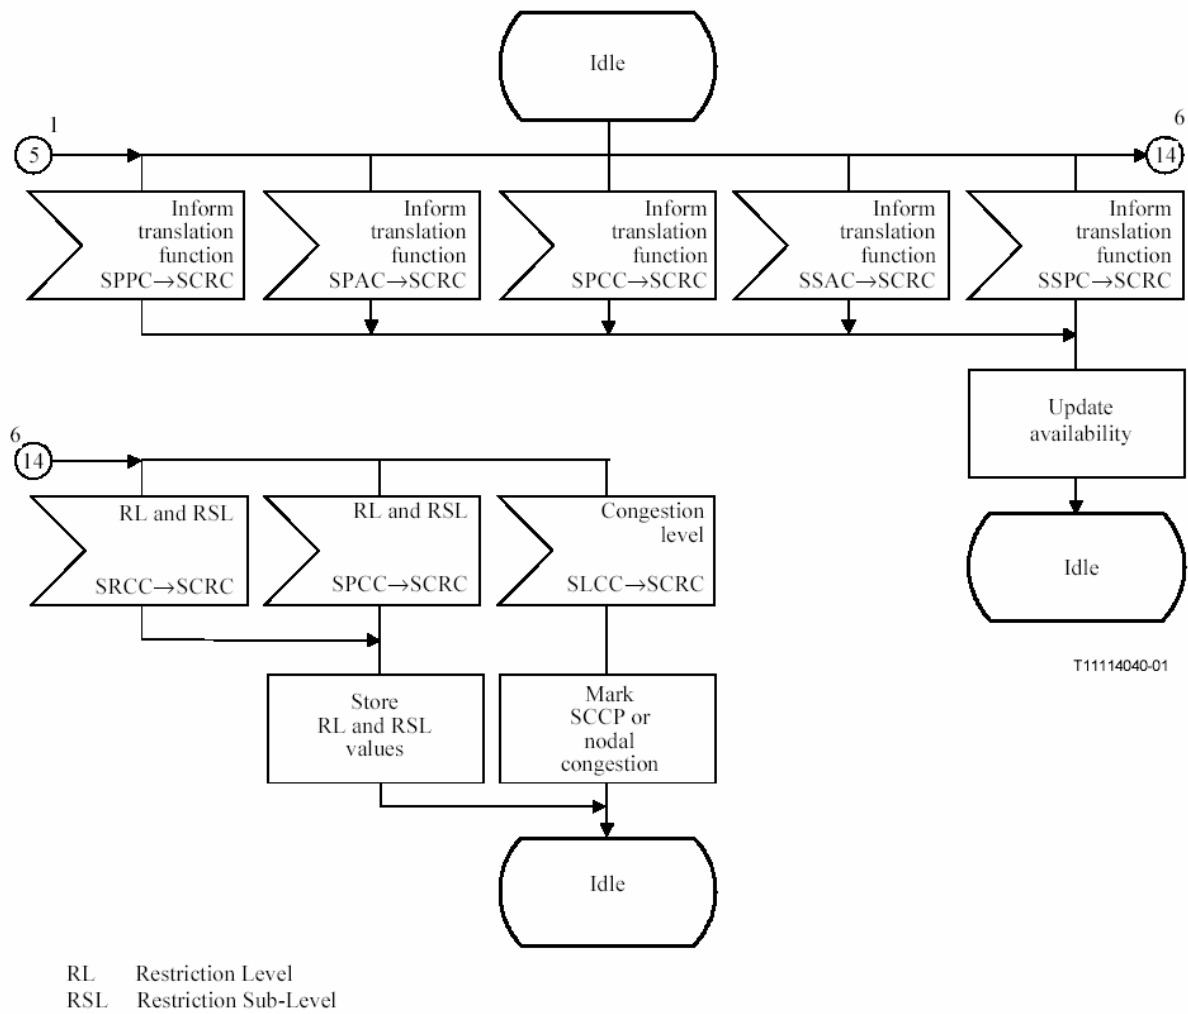 Idle
1
6
5
14
Inform
translation
function
SPPC→SCRC
Inform
translation
function
SPAC→SCRC
Inform
translation
function
SPCC→SCRC
Inform
translation
function
SSAC→SCRC
Inform
translation
function
SSPC→SCRC
Update
availability
6
14
RL and RSL
SRCC→SCRC
RL and RSL
SPCC→SCRC
Congestion
level
SLCC→SCRC
Idle
T11114040-01
Store
RL and RSL
values
Mark
SCCP or
nodal
congestion
Idle
RL Restriction Level
RSL Restriction Sub-Level